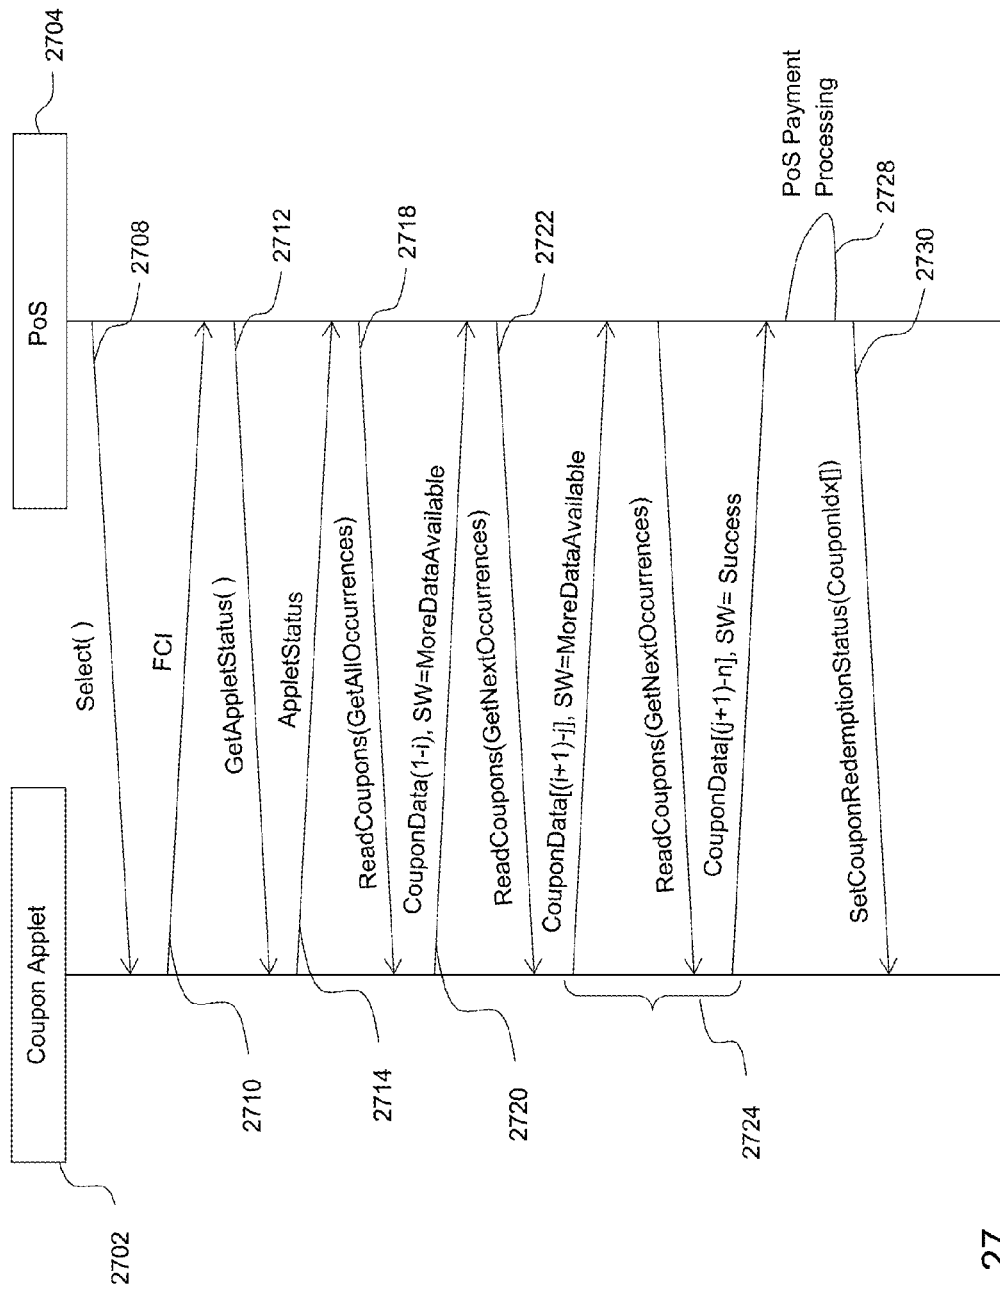 2702
Coupon Applet
PoS
2704
Select( )
2708
FCI
2710
GetAppletStatus( )
2712
AppletStatus
2714
ReadCoupons(GetAllOccurrences)
2718
CouponData(1-i), SW=MoreDataAvailable
2720
ReadCoupons(GetNextOccurrences)
2722
CouponData[(i+1)-j], SW=MoreDataAvailable
ReadCoupons(GetNextOccurrences)
2724
CouponData[(j+1)-n], SW= Success
PoS Payment
Processing
2728
SetCouponRedemptionStatus(CouponIdx[])
2730
27